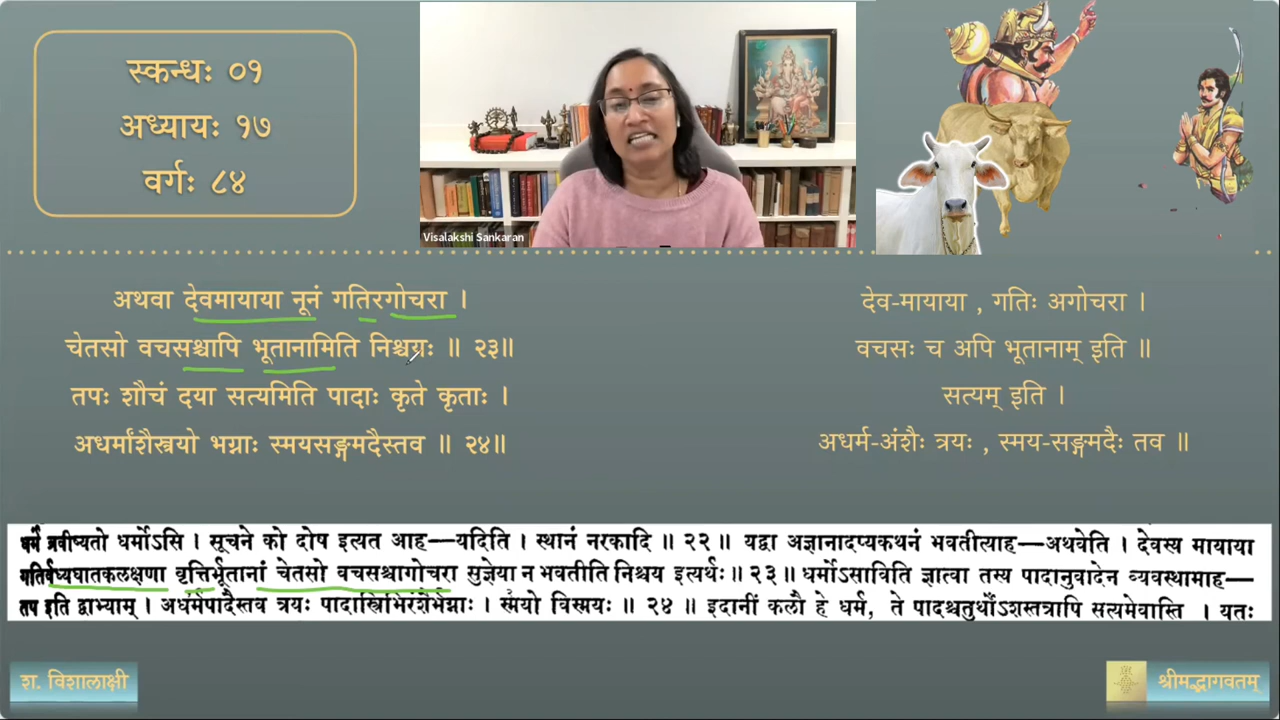 स्कन्धः ०१
अध्यायः १७
वर्गः ८४
Visalakshi Sankaran
अथवा देवमायाया नूनं गतिरगोचरा ।
चेतसो वचसश्चापि भूतानामिति निश्चयः ॥ २३॥
तपः शौचं दया सत्यमिति पादाः कृते कृताः ।
अधर्मांशैस्त्रयो भग्नाः स्मयसङ्गमदैस्तव ॥ २४॥
देव-मायाया , गतिः अगोचरा ।
वचसः च अपि भूतानाम् इति ॥
सत्यम् इति ।
अधर्म-अंशैः त्रयः , स्मय-सङ्गमदैः तव ॥
धर्मं ब्रवीष्यतो धर्मोऽसि । सूचने को दोष इत्यत आह—यदिति । स्थानं नरकादि ॥ २२ ॥ यद्वा अज्ञानादप्यकथनं भवतीत्याह—अथवेति । देवस्य मायाया
गतिर्वध्यघातकलक्षणा वृत्तिर्भूतानां चेतसो वचसश्चागोचरा सुज्ञेया न भवतीति निश्चय इत्यर्थः ॥ २३ ॥ धर्मोऽसाविति ज्ञात्वा तस्य पादानुवादेन व्यवस्थामाह—
तप इति द्वाभ्याम् । अधर्मपादैस्तव त्रयः पादास्त्रिभिरंशैर्भग्नाः । स्मयो विस्मयः ॥ २४ ॥ इदानीं कलौ हे धर्म, ते पादश्चतुर्थोंऽशस्तत्रापि सत्यमेवास्ति । यतः
श. विशालाक्षी
श्रीमद्भागवतम्